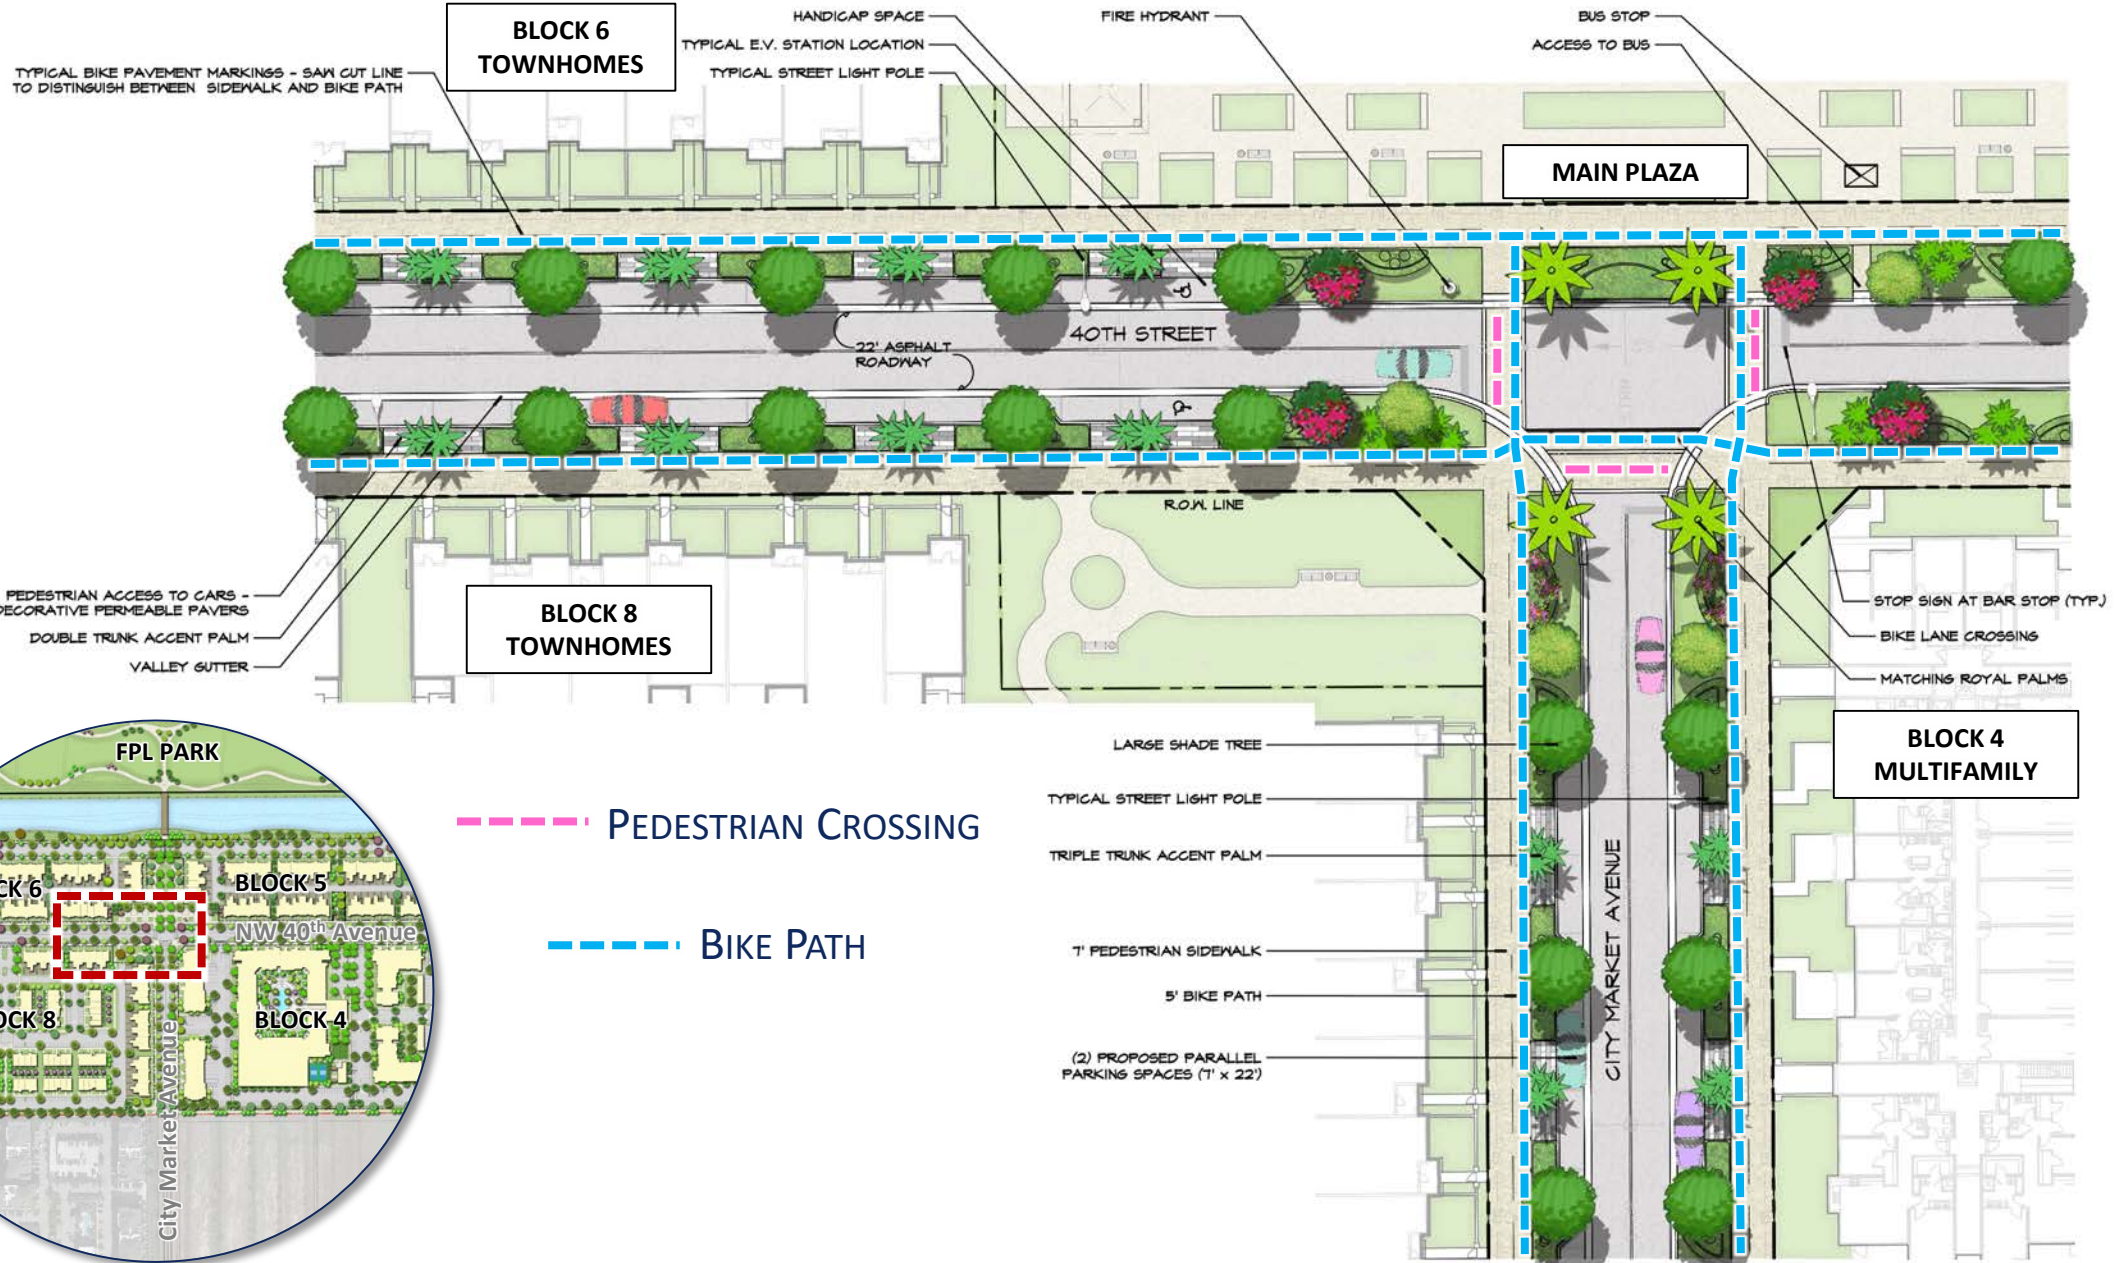 BLOCK 6
TOWNHOMES
HANDICAP SPACE
TYPICAL E.V. STATION LOCATION
TYPICAL STREET LIGHT POLE
FIRE HYDRANT
BUS STOP
ACCESS TO BUS
TYPICAL BIKE PAVEMENT MARKINGS - SAW CUT LINE
TO DISTINGUISH BETWEEN SIDEWALK AND BIKE PATH
MAIN PLAZA
40TH STREET
22' ASPHALT
ROADWAY
R.O.W. LINE
PEDESTRIAN ACCESS TO CARS -
DECORATIVE PERMEABLE PAVERS
DOUBLE TRUNK ACCENT PALM
VALLEY GUTTER
BLOCK 8
TOWNHOMES
STOP SIGN AT BAR STOP (TYP.)
BIKE LANE CROSSING
MATCHING ROYAL PALMS
BLOCK 4
MULTIFAMILY
LARGE SHADE TREE
TYPICAL STREET LIGHT POLE
TRIPLE TRUNK ACCENT PALM
7' PEDESTRIAN SIDEWALK
5' BIKE PATH
(2) PROPOSED PARALLEL
PARKING SPACES (7' x 22')
CITY MARKET AVENUE
PEDESTRIAN CROSSING
BIKE PATH
FPL PARK
CK 6
BLOCK 5
NW 40th Avenue
OCK 8
BLOCK 4
City Market Avenue